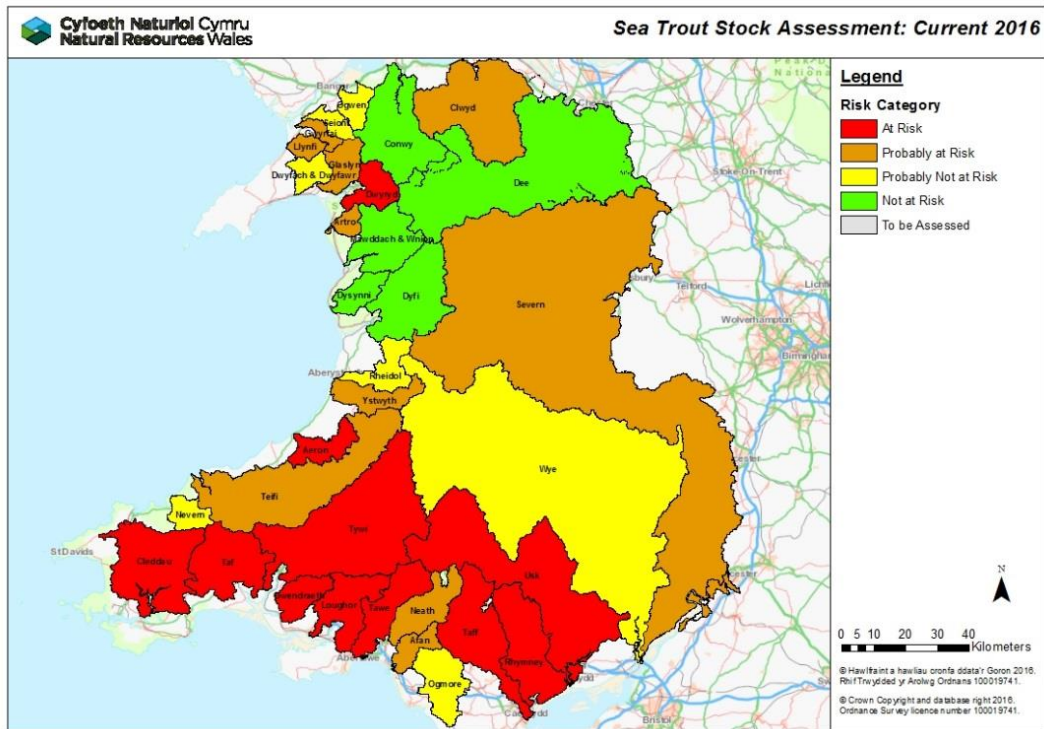 Cyfoeth Naturiol Cymru
Natural Resources Wales
Sea Trout Stock Assessment: Current 2016
Legend
Risk Category
At Risk
Probably at Risk
Probably Not at Risk
Not at Risk
To be Assessed
Ogwen
Seiont
Gwyrfai
Llynfi
Glaslyn
Dwyfach & Dwyfawr
Dwyryd
Artro
Conwy
Clwyd
Dee
Mawddach & Wnion
Dysynni
Dyfi
Severn
Rheidol
Ystwyth
Aeron
Teifi
Nevern
Wye
Tywi
Cleddau
Taf
Gwendraeth
Loughor
Tawe
Neath
Afan
Ogmore
Taff
Rhymney
Usk
St Davids
Stoke-On-Trent
Telford
Wolverhampton
Birmingham
Bristol
N
0 5 10 20 30 40
Kilometers
© Hawlfraint a hawliau cronfa ddata'r Goron 2016.
Rhif Trwydded yr Arolwg Ordnans 100019741.
© Crown Copyright and database right 2016.
Ordnance Survey licence number 100019741.